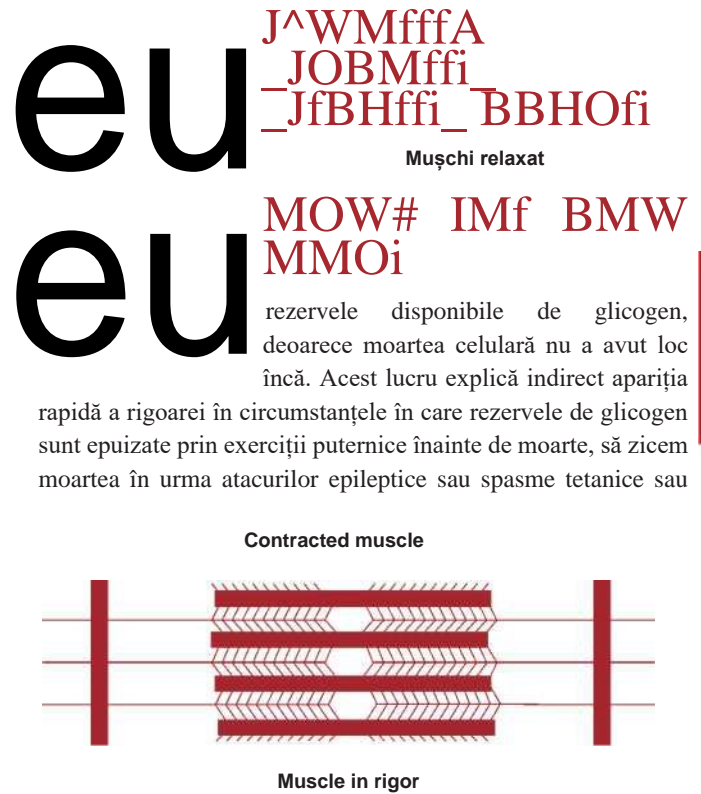 eu
J^WMfffA
_JOBMffi_
_JfBHffi_ BBHOfi
Mușchi relaxat
eu
MOW# IMf BMW
MMOi
rezervele disponibile de glicogen,
deoarece moartea celulară nu a avut loc
încă. Acest lucru explică indirect apariția
rapidă a rigoarei în circumstanțele în care rezervele de glicogen
sunt epuizate prin exerciții puternice înainte de moarte, să zicem
moartea în urma atacurilor epileptice sau spasme tetanice sau
Contracted muscle
Muscle in rigor